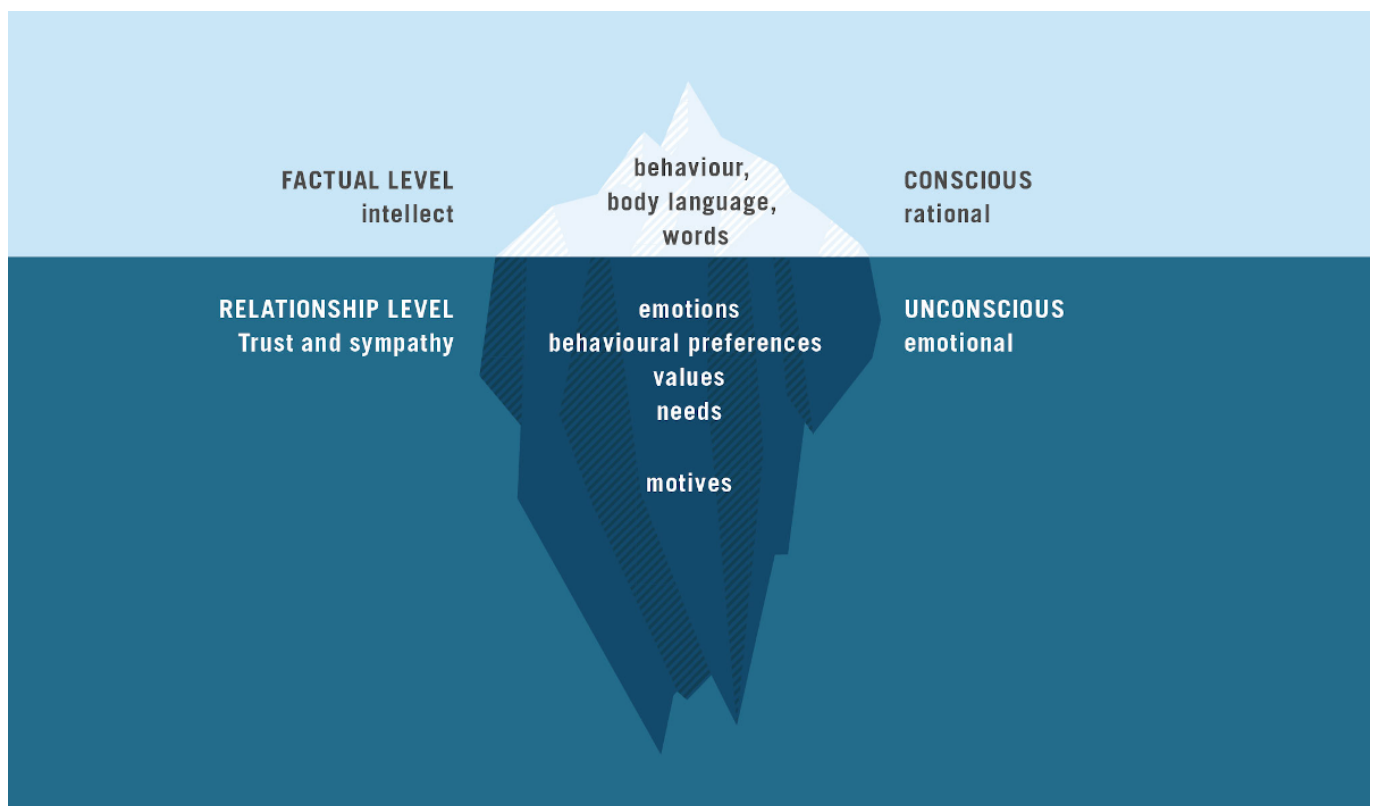 FACTUAL LEVEL
intellect
behaviour,
body language,
words
CONSCIOUS
rational
RELATIONSHIP LEVEL
Trust and sympathy
emotions
behavioural preferences
values
needs
motives
UNCONSCIOUS
emotional